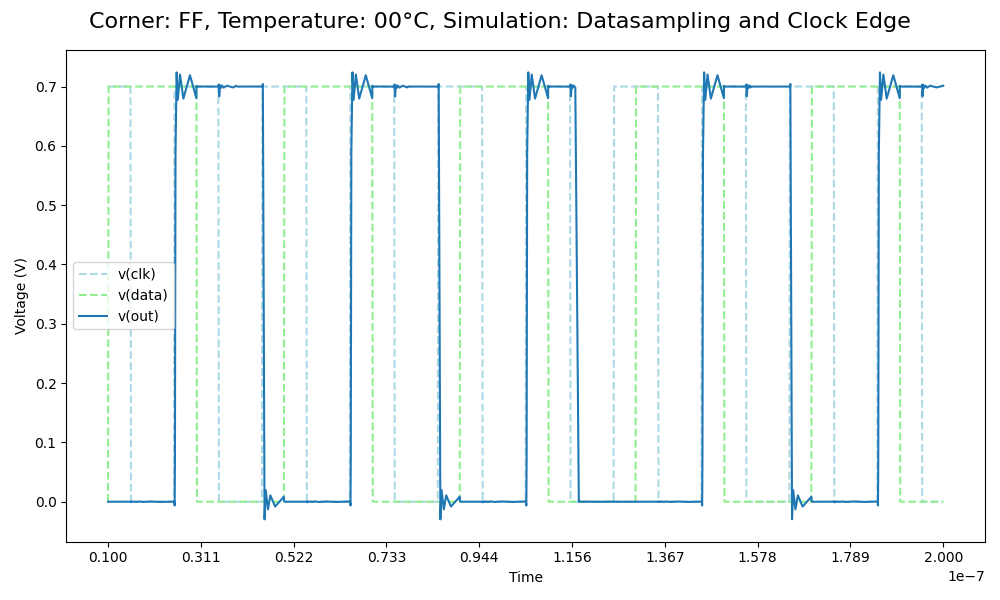 Corner: FF, Temperature: 00°C, Simulation: Datasampling and Clock Edge
0.7
0.6
0.5
0.4
0.3
0.2
0.1
0.0
Voltage (V)
v(clk)
v(data)
v(out)
0.100 0.311 0.522 0.733 0.944 1.156 1.367 1.578 1.789 2.000
1e−7
Time